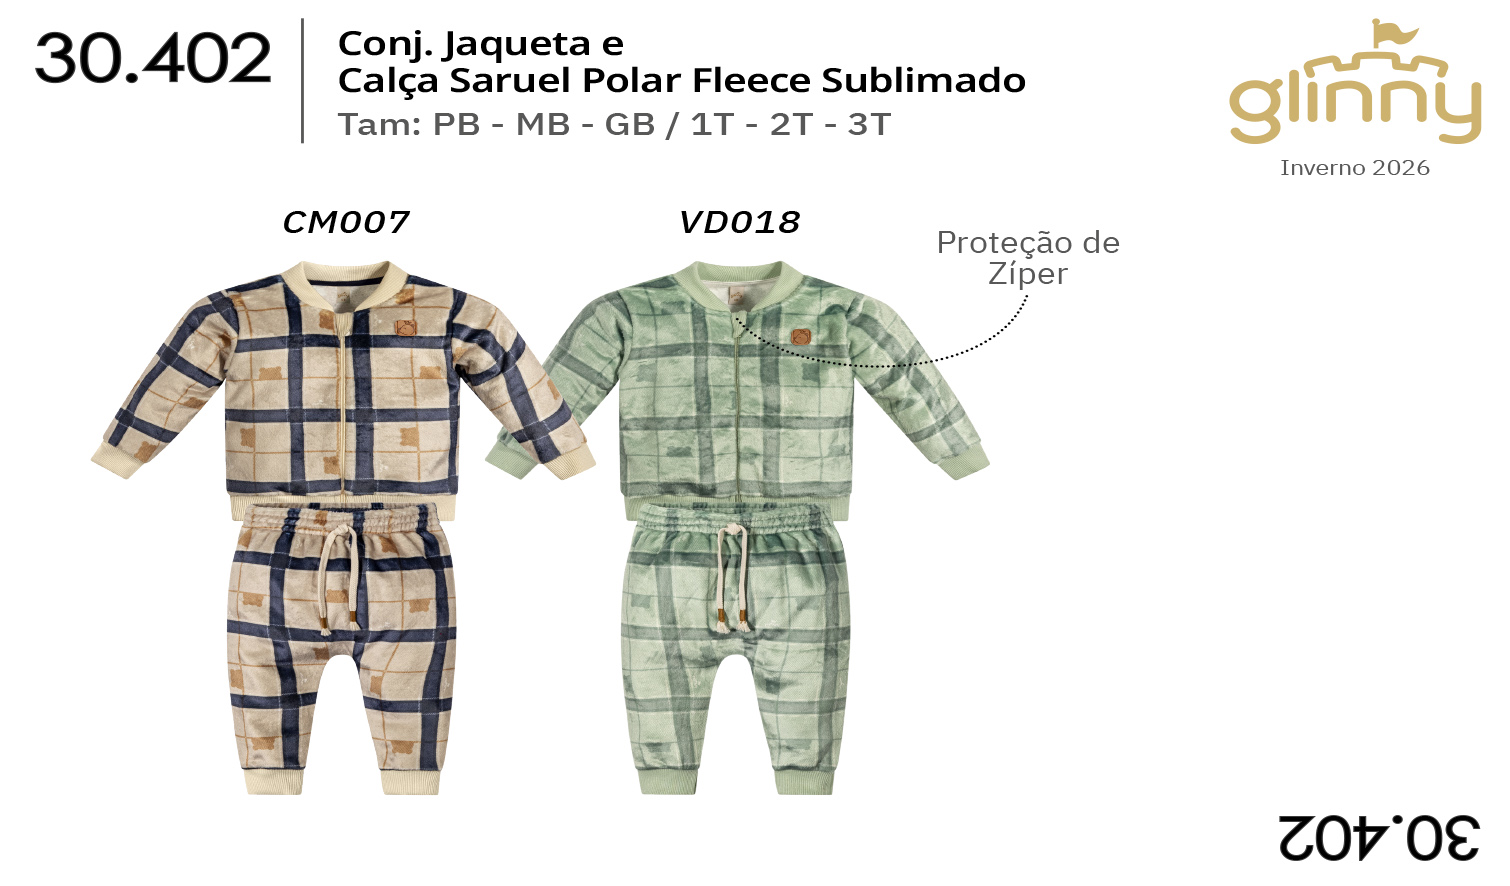 30.402
Conj. Jaqueta e
Calça Saruel Polar Fleece Sublimado
Tam: PB - MB - GB / 1T - 2T - 3T
glinny
Inverno 2026
CM007
VD018
Proteção de
Zíper
30.402